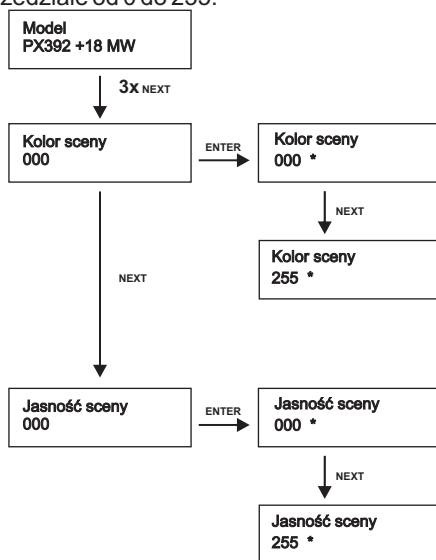 Model
PX392 +18 MW
3x NEXT
Kolor sceny
000
ENTER
Kolor sceny
000 *
NEXT
Kolor sceny
255 *
NEXT
Jasność sceny
000
ENTER
Jasność sceny
000 *
NEXT
Jasność sceny
255 *